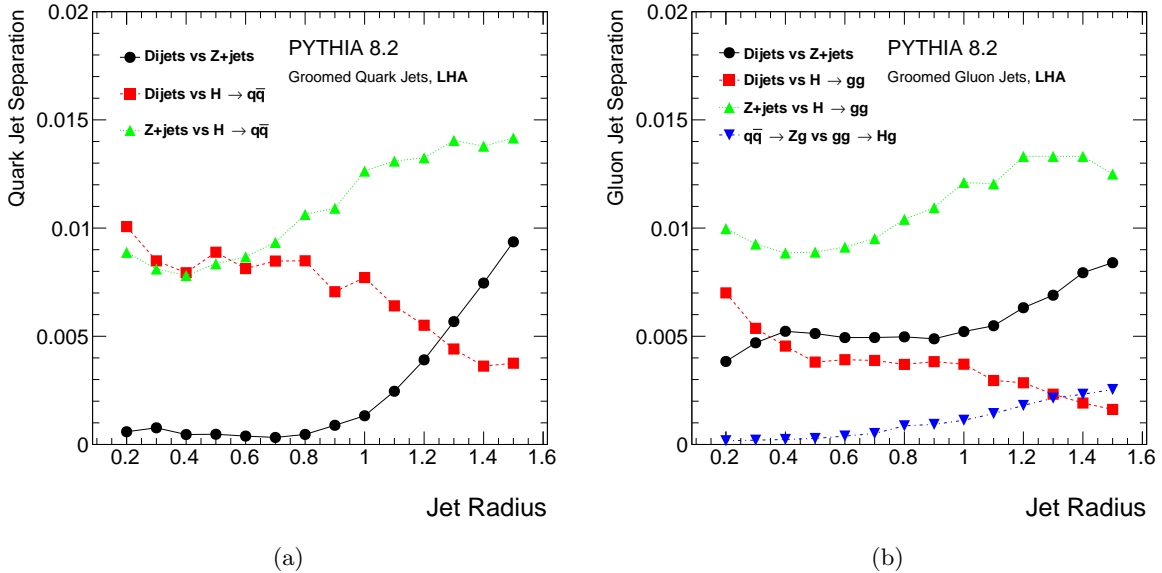 Quark Jet Separation
0.02
0.015
0.01
0.005
0
PYTHIA 8.2
Groomed Quark Jets, LHA
Dijets vs Z+jets
Dijets vs H → qq̅
Z+jets vs H → qq̅
0.2 0.4 0.6 0.8 1 1.2 1.4 1.6
Jet Radius
(a)
Gluon Jet Separation
0.02
0.015
0.01
0.005
0
PYTHIA 8.2
Groomed Gluon Jets, LHA
Dijets vs Z+jets
Dijets vs H → gg
Z+jets vs H → gg
qq̅ → Zg vs gg → Hg
0.2 0.4 0.6 0.8 1 1.2 1.4 1.6
Jet Radius
(b)